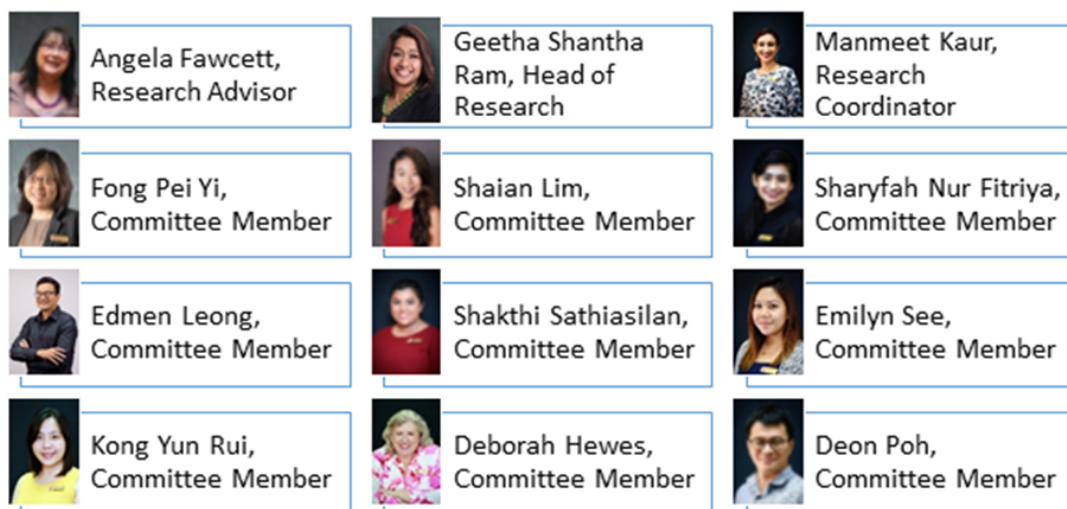 Angela Fawcett,
Research Advisor
Geetha Shantha
Ram, Head of
Research
Manmeet Kaur,
Research
Coordinator
Fong Pei Yi,
Committee Member
Shaian Lim,
Committee Member
Sharyfah Nur Fitriya,
Committee Member
Edmen Leong,
Committee Member
Shakthi Sathiasilan,
Committee Member
Emilyn See,
Committee Member
Kong Yun Rui,
Committee Member
Deborah Hewes,
Committee Member
Deon Poh,
Committee Member